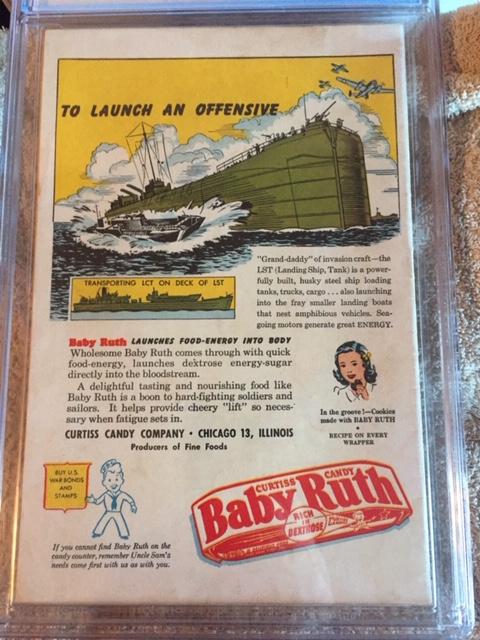 TO LAUNCH AN OFFENSIVE
"Grand-daddy" of invasion craft—the
LST (Landing Ship, Tank) is a power-
fully built, husky steel ship loading
tanks, trucks, cargo . . . also launching
into the fray smaller landing boats
that nest amphibious vehicles. Sea-
going motors generate great ENERGY.
TRANSPORTING LCT ON DECK OF LST
Baby Ruth LAUNCHES FOOD-ENERGY INTO BODY
Wholesome Baby Ruth comes through with quick
food-energy, launches dextrose energy-sugar
directly into the bloodstream.
A delightful tasting and nourishing food like
Baby Ruth is a boon to hard-fighting soldiers and
sailors. It helps provide cheery "lift" so neces-
sary when fatigue sets in.
CURTISS CANDY COMPANY • CHICAGO 13, ILLINOIS
Producers of Fine Foods
In the groove!—Cookies
made with BABY RUTH
•
RECIPE ON EVERY
WRAPPER
BUY U.S.
WAR BONDS
AND
STAMPS
If you cannot find Baby Ruth on the
candy counter, remember Uncle Sam's
needs come first with us as with you.
CURTISS CANDY
Baby Ruth
RICH
IN
DEXTROSE